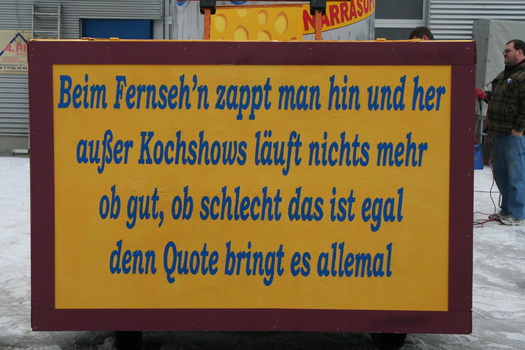 NARRASCH
Beim Fernseh'n zappt man hin und her
außer Kochshows läuft nichts mehr
ob gut, ob schlecht das ist egal
denn Quote bringt es allemal